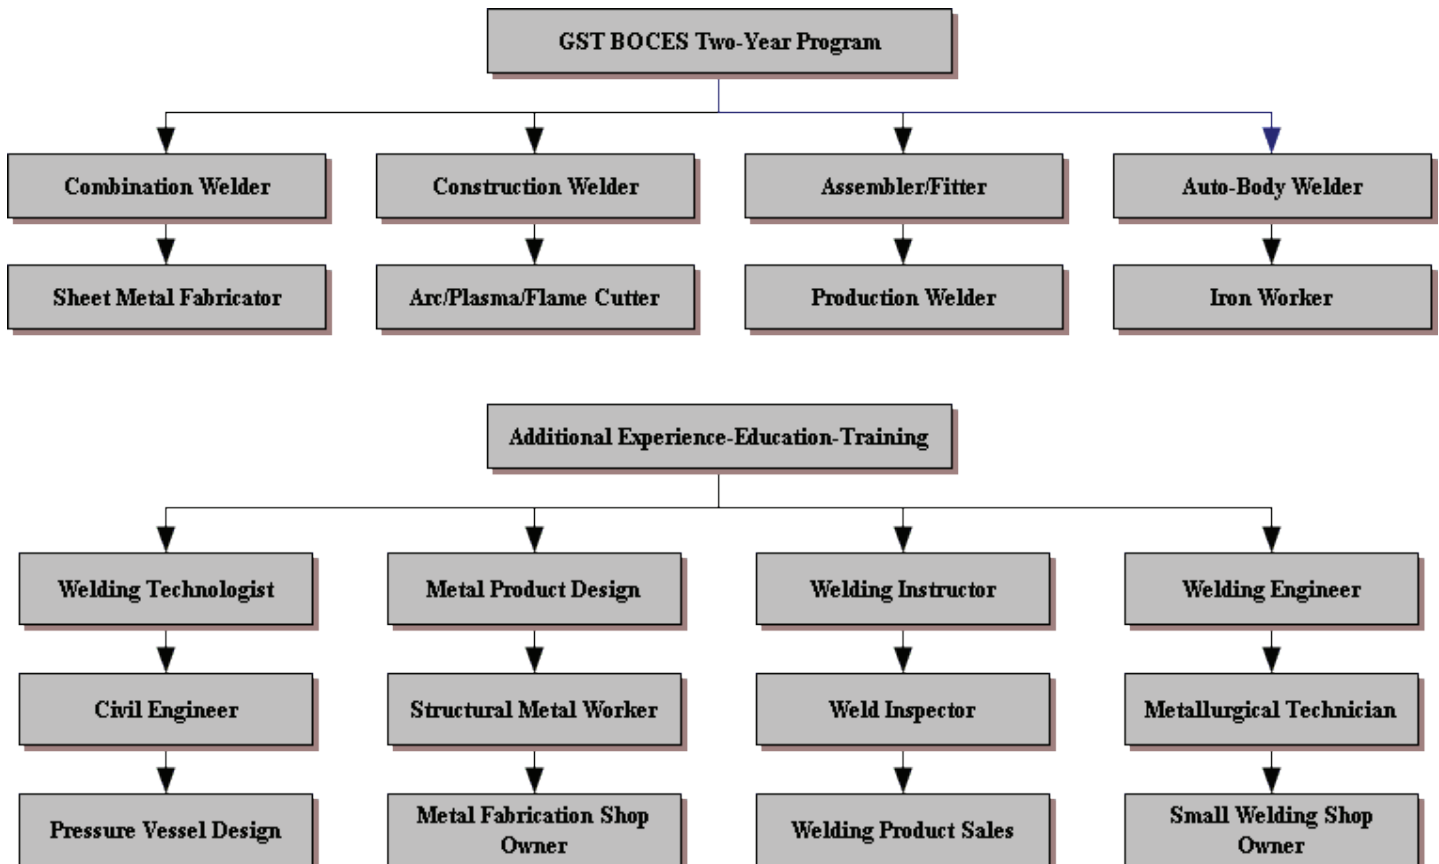 GST BOCES Two-Year Program
Combination Welder
Construction Welder
Assembler/Fitter
Auto-Body Welder
Sheet Metal Fabricator
Arc/Plasma/Flame Cutter
Production Welder
Iron Worker
Additional Experience-Education-Training
Welding Technologist
Metal Product Design
Welding Instructor
Welding Engineer
Civil Engineer
Structural Metal Worker
Weld Inspector
Metallurgical Technician
Pressure Vessel Design
Metal Fabrication Shop
Owner
Welding Product Sales
Small Welding Shop
Owner